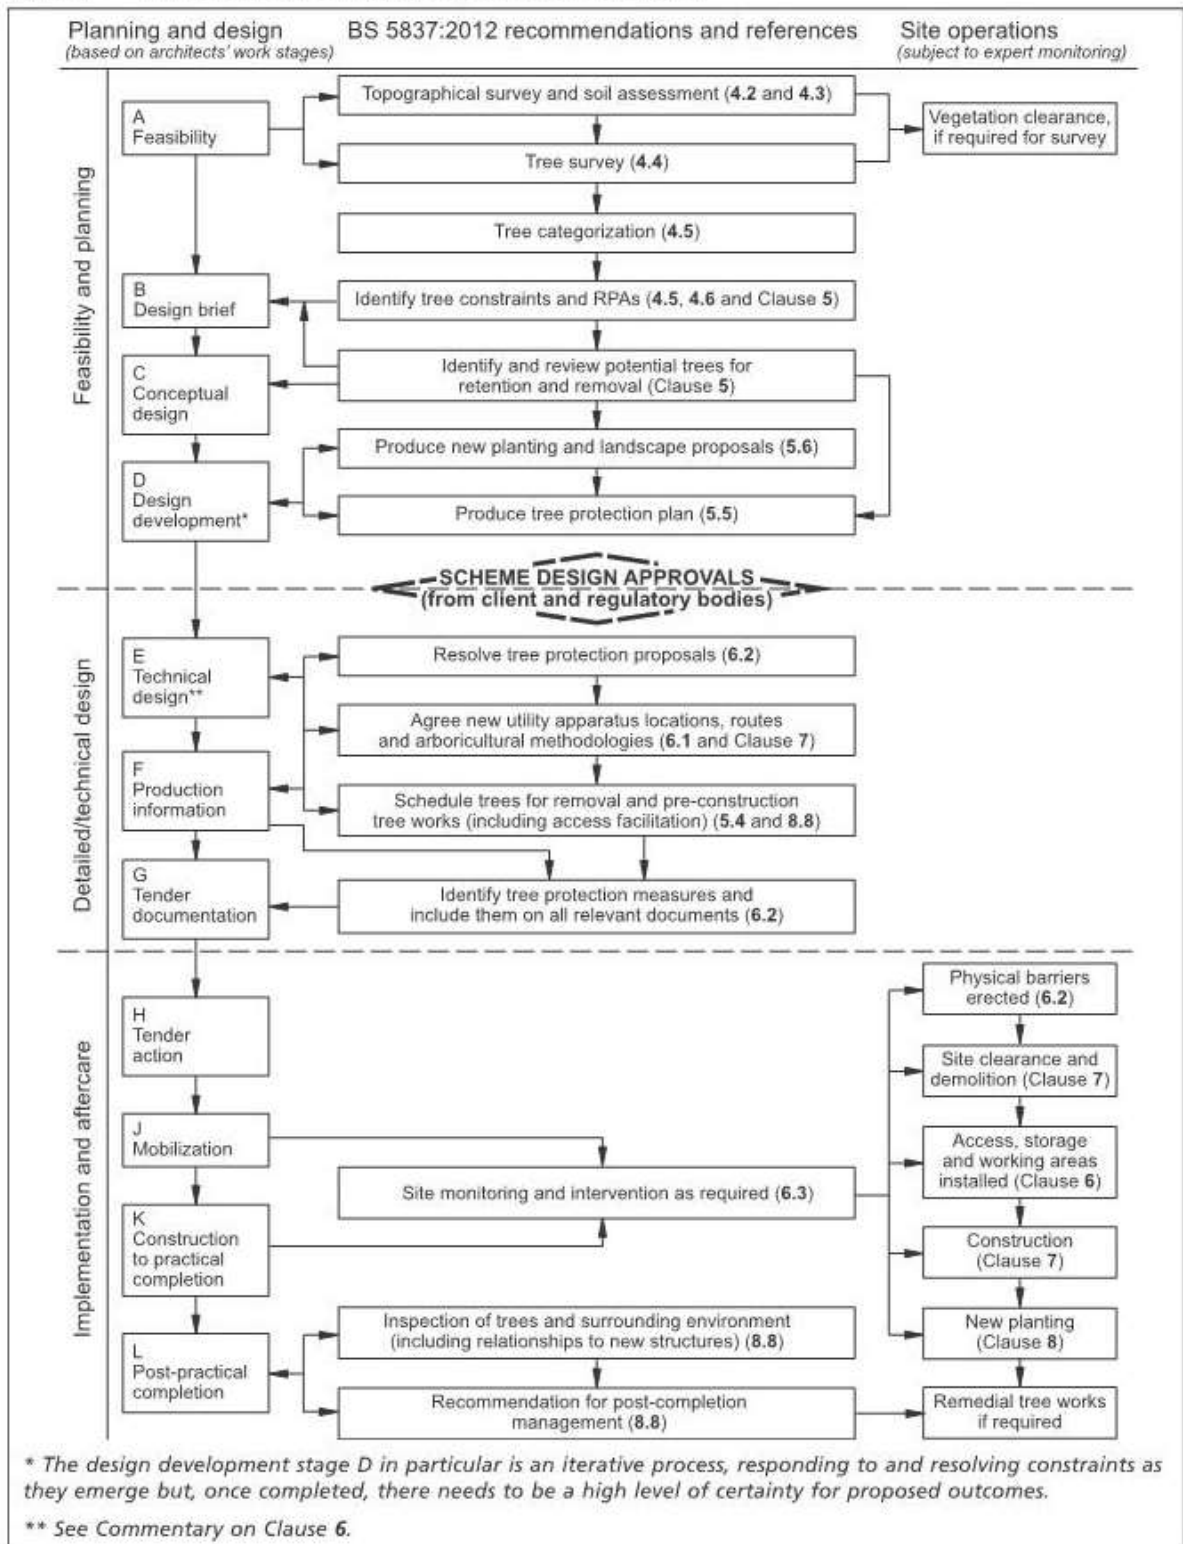 Planning and design
(based on architects' work stages)
BS 5837:2012 recommendations and references
Site operations
(subject to expert monitoring)
Feasibility and planning
A
Feasibility
Topographical survey and soil assessment (4.2 and 4.3)
Vegetation clearance,
if required for survey
Tree survey (4.4)
Tree categorization (4.5)
B
Design brief
Identify tree constraints and RPAs (4.5, 4.6 and Clause 5)
C
Conceptual
design
Identify and review potential trees for
retention and removal (Clause 5)
D
Design
development*
Produce new planting and landscape proposals (5.6)
Produce tree protection plan (5.5)
SCHEME DESIGN APPROVALS
(from client and regulatory bodies)
Detailed/technical design
E
Technical
design**
Resolve tree protection proposals (6.2)
Agree new utility apparatus locations, routes
and arboricultural methodologies (6.1 and Clause 7)
F
Production
information
Schedule trees for removal and pre-construction
tree works (including access facilitation) (5.4 and 8.8)
G
Tender
documentation
Identify tree protection measures and
include them on all relevant documents (6.2)
Implementation and aftercare
H
Tender
action
Physical barriers
erected (6.2)
Site clearance and
demolition (Clause 7)
J
Mobilization
Access, storage
and working areas
installed (Clause 6)
Site monitoring and intervention as required (6.3)
K
Construction
to practical
completion
Construction
(Clause 7)
New planting
(Clause 8)
L
Post-practical
completion
Inspection of trees and surrounding environment
(including relationships to new structures) (8.8)
Recommendation for post-completion
management (8.8)
Remedial tree works
if required
* The design development stage D in particular is an iterative process, responding to and resolving constraints as
they emerge but, once completed, there needs to be a high level of certainty for proposed outcomes.
** See Commentary on Clause 6.